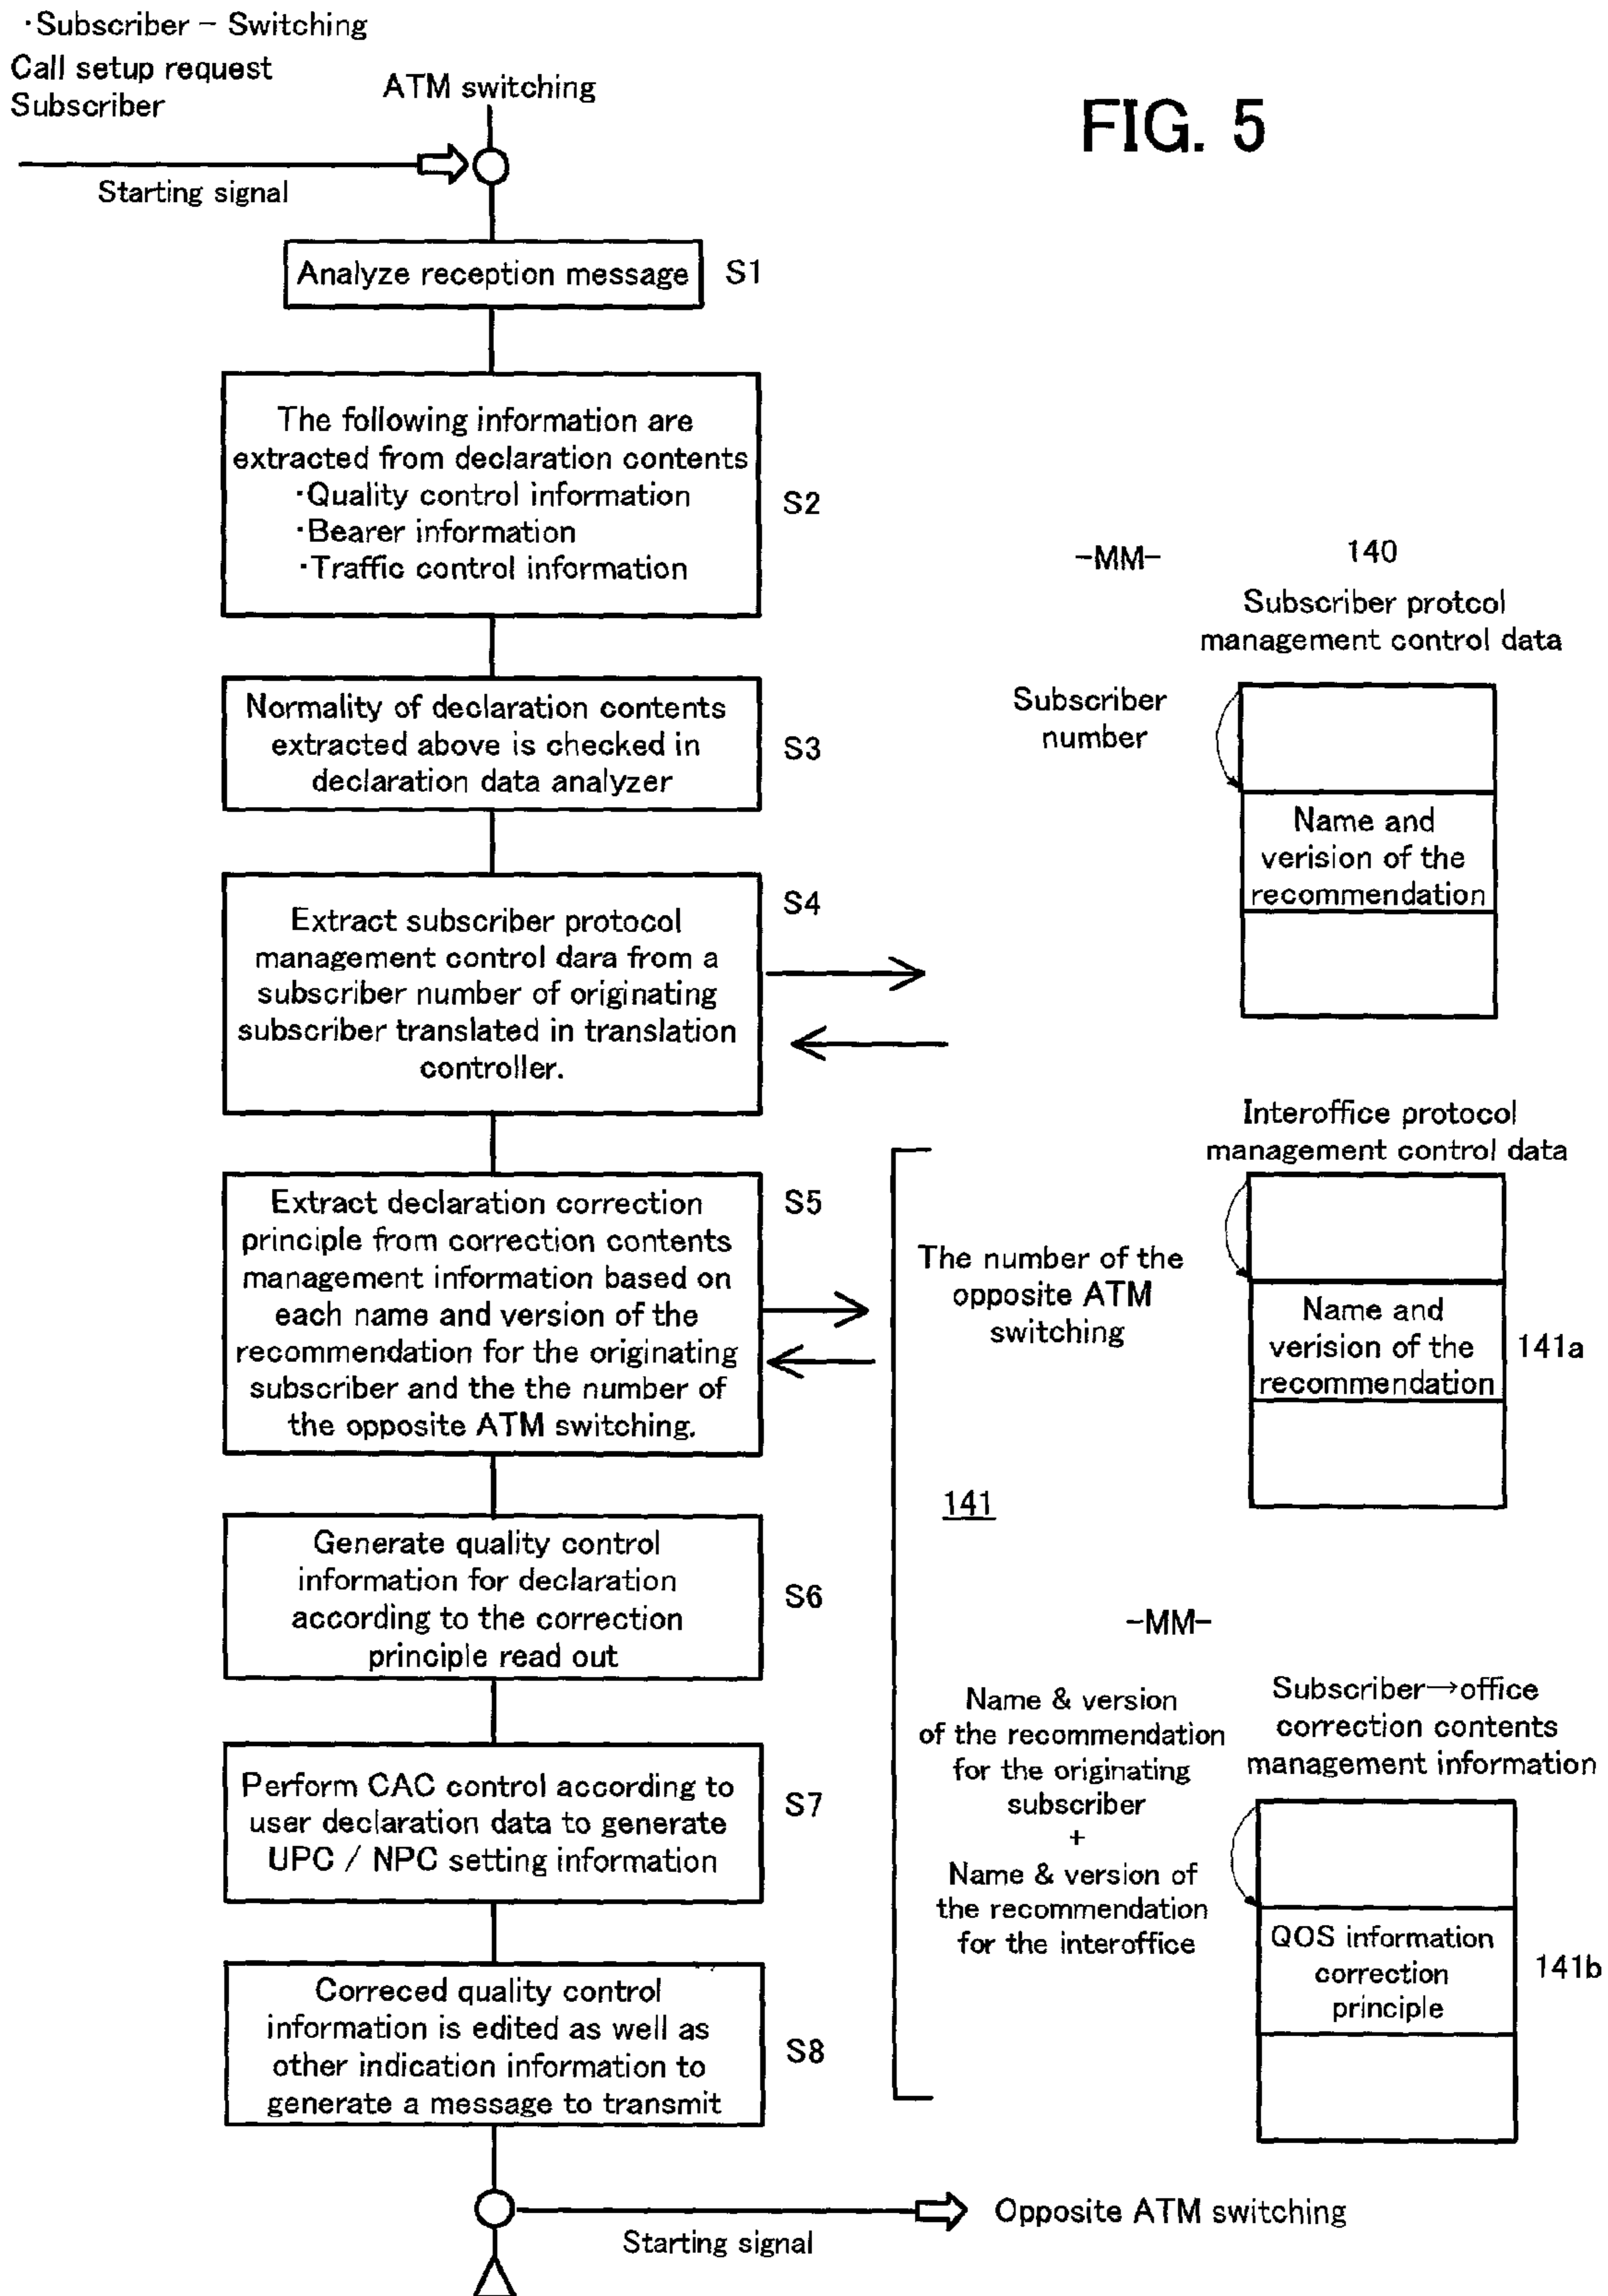 ·Subscriber – Switching
Call setup request
Subscriber
ATM switching
FIG. 5
Starting signal
Analyze reception message
S1
The following information are
extracted from declaration contents
·Quality control information
·Bearer information
·Traffic control information
S2
Normality of declaration contents
extracted above is checked in
declaration data analyzer
S3
Extract subscriber protocol
management control dara from a
subscriber number of originating
subscriber translated in translation
controller.
S4
-MM-
140
Subscriber protcol
management control data
Subscriber
number
Name and
verision of the
recommendation
Extract declaration correction
principle from correction contents
management information based on
each name and version of the
recommendation for the originating
subscriber and the the number of
the opposite ATM switching.
S5
Interoffice protocol
management control data
The number of the
opposite ATM
switching
Name and
verision of the
recommendation
141a
141
Generate quality control
information for declaration
according to the correction
principle read out
S6
Perform CAC control according to
user declaration data to generate
UPC / NPC setting information
S7
-MM-
Name & version
of the recommendation
for the originating
subscriber
+
Name & version of
the recommendation
for the interoffice
Subscriber→office
correction contents
management information
QOS information
correction
principle
141b
Correced quality control
information is edited as well as
other indication information to
generate a message to transmit
S8
Starting signal
Opposite ATM switching